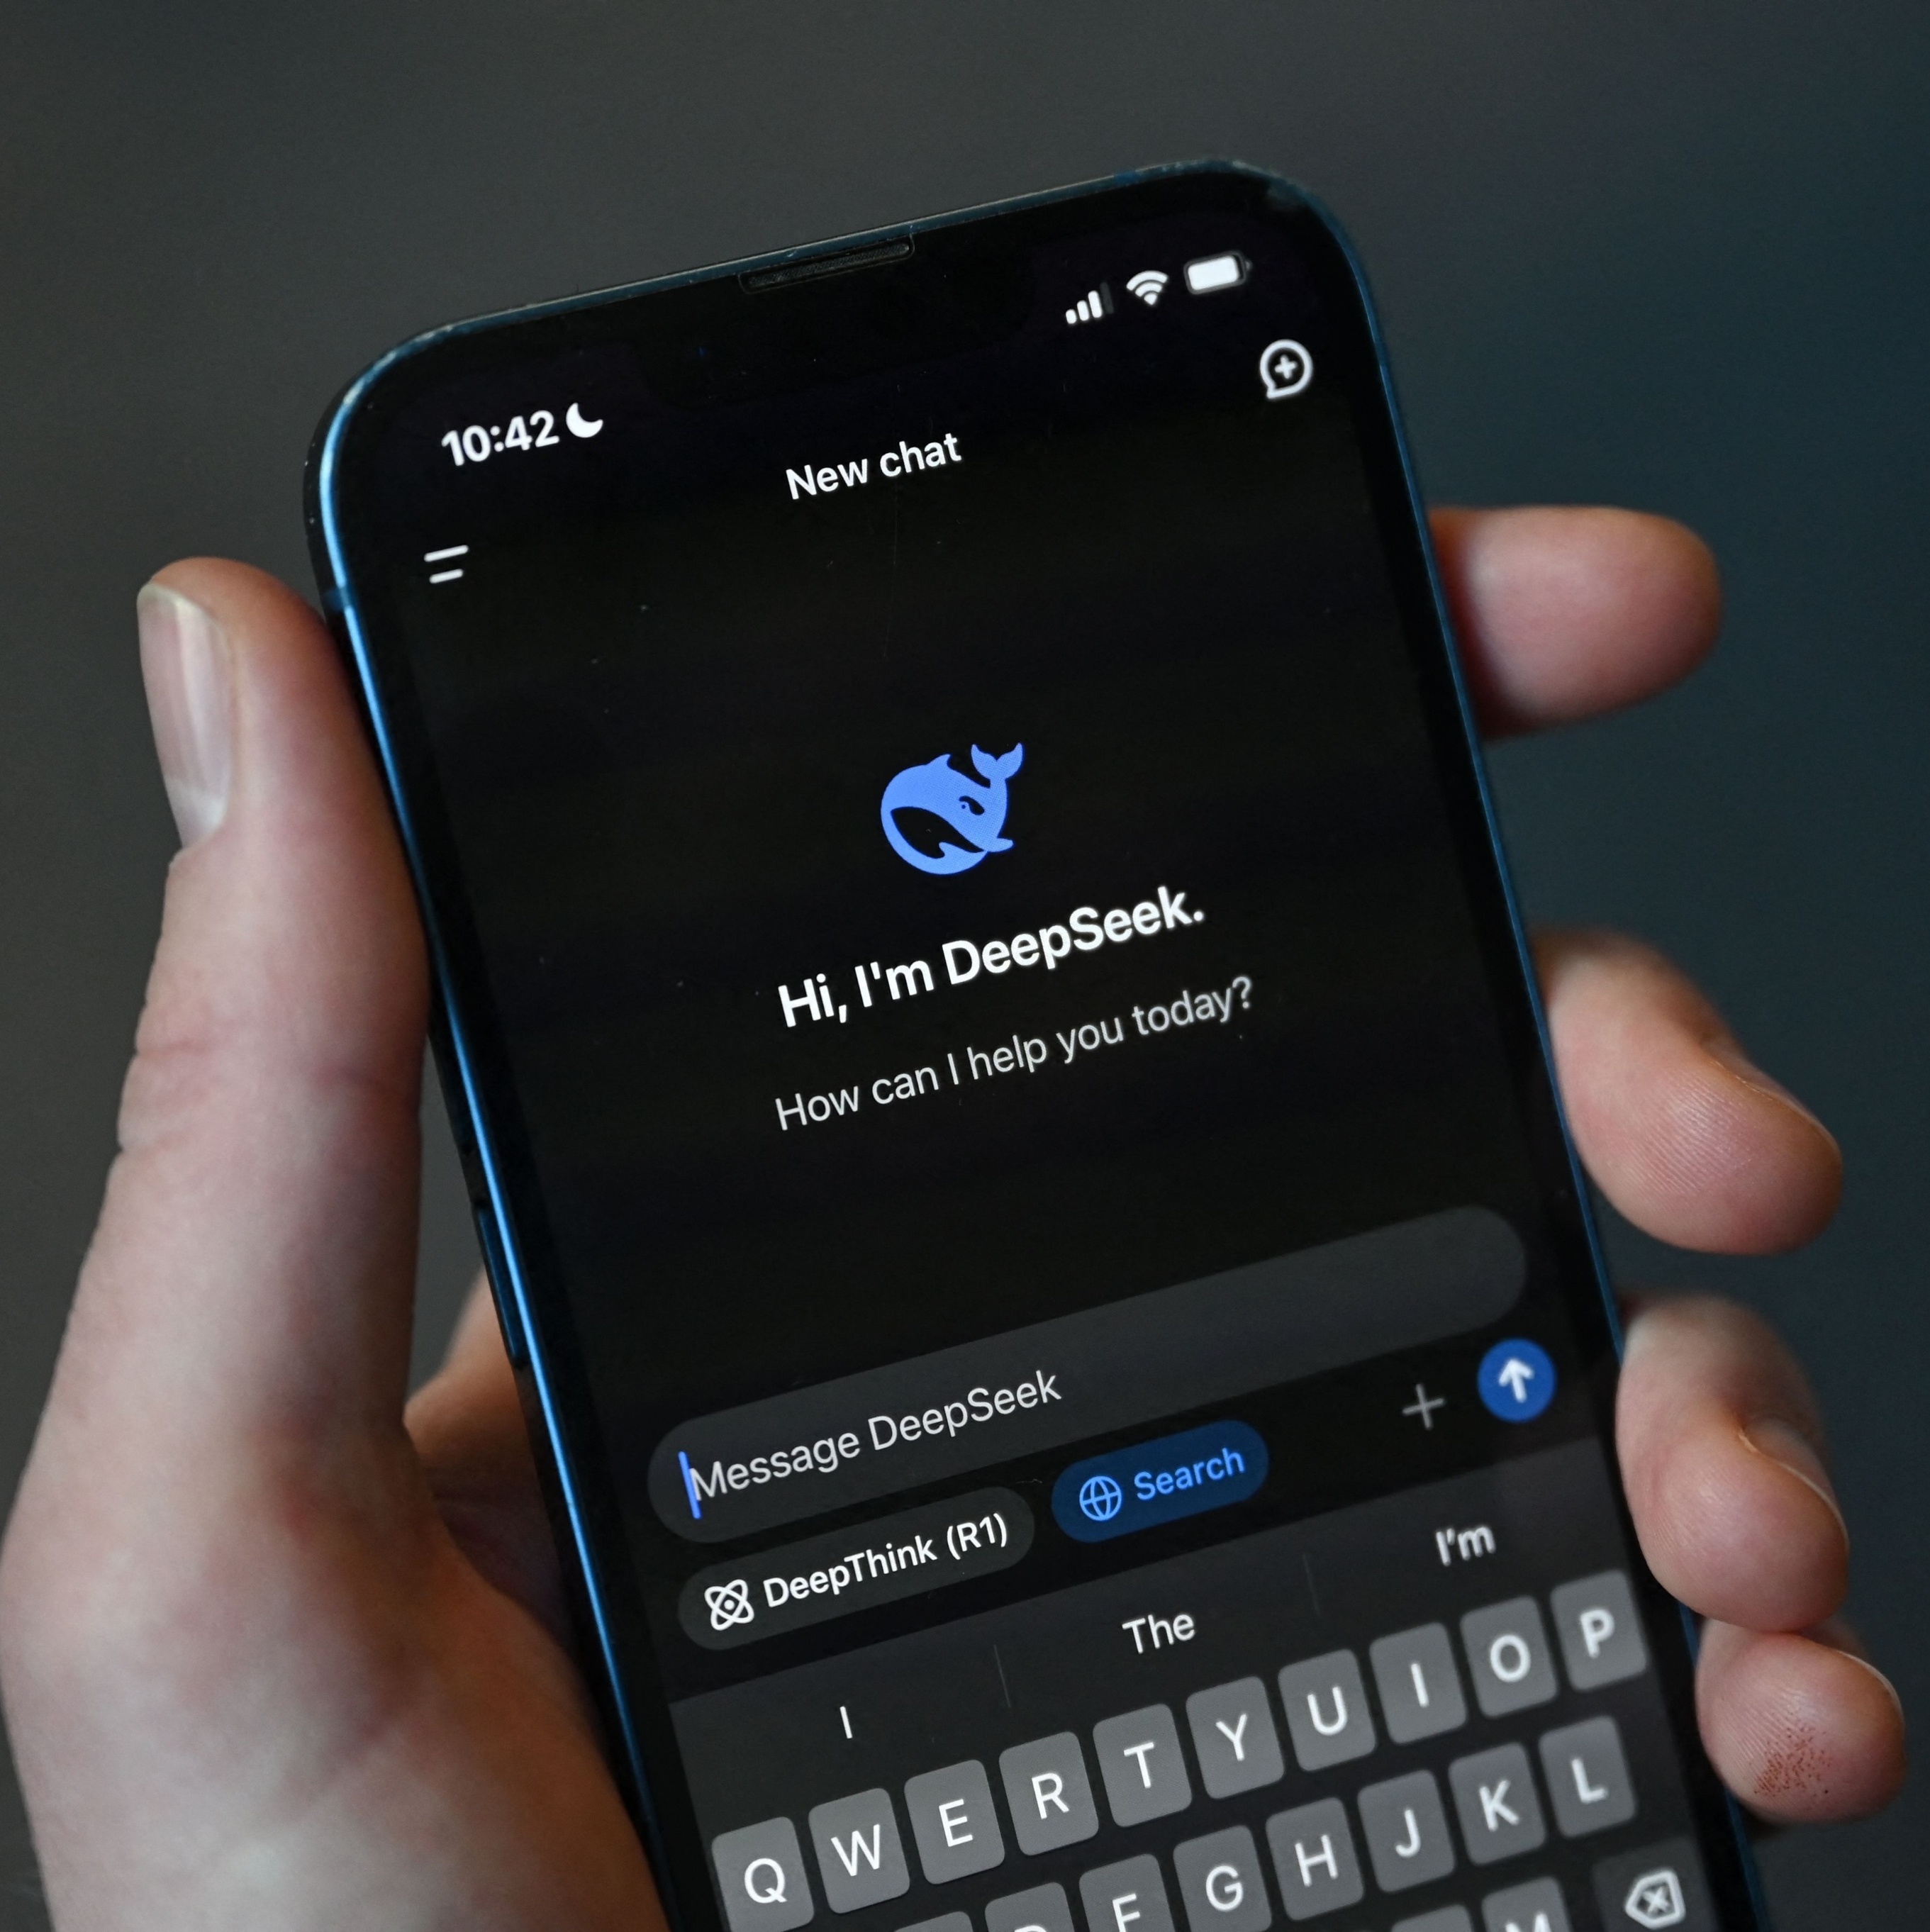 10:42
New chat
Hi, I'm DeepSeek.
How can I help you today?
Message DeepSeek
DeepThink (R1) Search
I The I'm
Q W E R T Y U I O P
F G H J K L
M